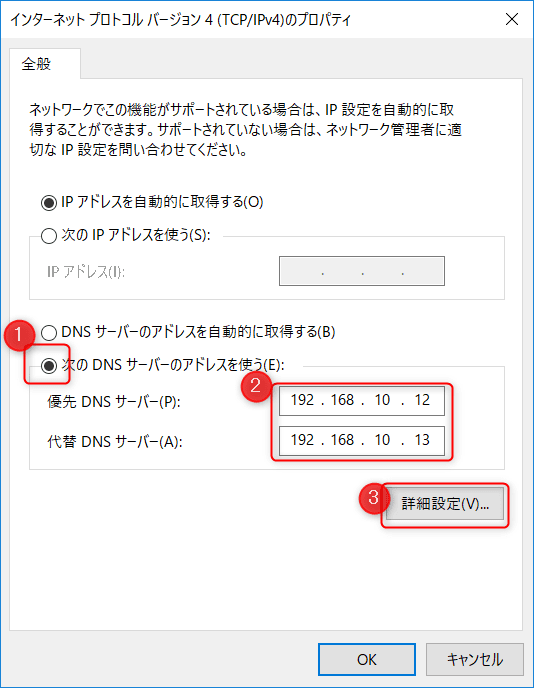 インターネット プロトコル バージョン 4 (TCP/IPv4)のプロパティ
全般
ネットワークでこの機能がサポートされている場合は、IP 設定を自動的に取
得することができます。サポートされていない場合は、ネットワーク管理者に適
切な IP 設定を問い合わせてください。
IP アドレスを自動的に取得する(O)
次の IP アドレスを使う(S):
IP アドレス(I):
. . .
1
DNS サーバーのアドレスを自動的に取得する(B)
次の DNS サーバーのアドレスを使う(E):
2
優先 DNS サーバー(P): 192 . 168 . 10 . 12
代替 DNS サーバー(A): 192 . 168 . 10 . 13
3
詳細設定(V)...
OK キャンセル